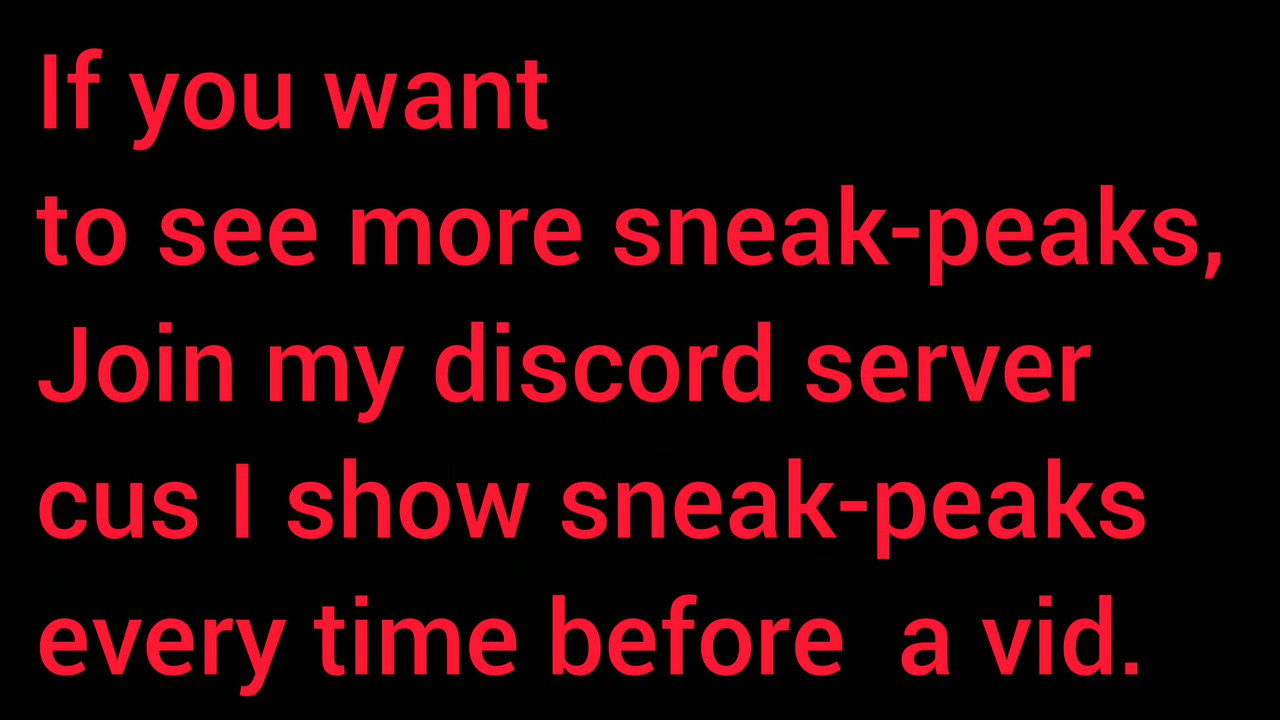 If you want
to see more sneak-peaks,
Join my discord server
cus I show sneak-peaks
every time before  a vid.